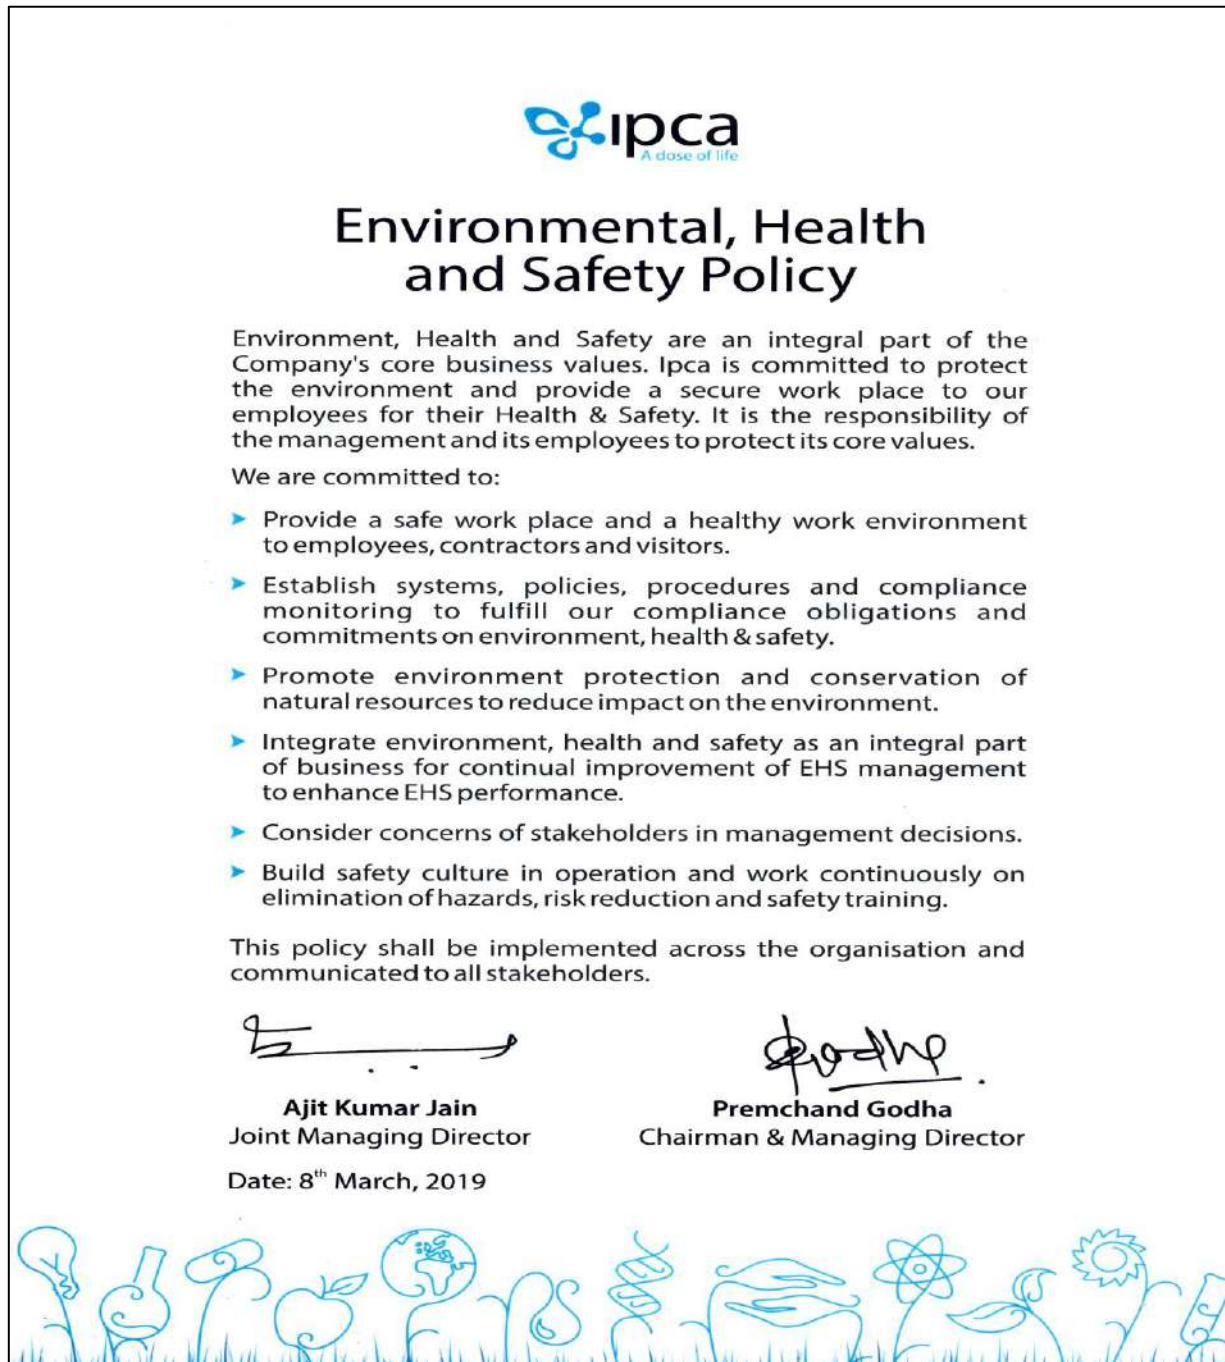 ipca
A dose of life
Environmental, Health
and Safety Policy
Environment, Health and Safety are an integral part of the
Company's core business values. Ipca is committed to protect
the environment and provide a secure work place to our
employees for their Health & Safety. It is the responsibility of
the management and its employees to protect its core values.
We are committed to:
➤ Provide a safe work place and a healthy work environment
to employees, contractors and visitors.
➤ Establish systems, policies, procedures and compliance
monitoring to fulfill our compliance obligations and
commitments on environment, health & safety.
➤ Promote environment protection and conservation of
natural resources to reduce impact on the environment.
➤ Integrate environment, health and safety as an integral part
of business for continual improvement of EHS management
to enhance EHS performance.
➤ Consider concerns of stakeholders in management decisions.
➤ Build safety culture in operation and work continuously on
elimination of hazards, risk reduction and safety training.
This policy shall be implemented across the organisation and
communicated to all stakeholders.
Godha
Ajit Kumar Jain
Joint Managing Director
Premchand Godha
Chairman & Managing Director
Date: 8th March, 2019